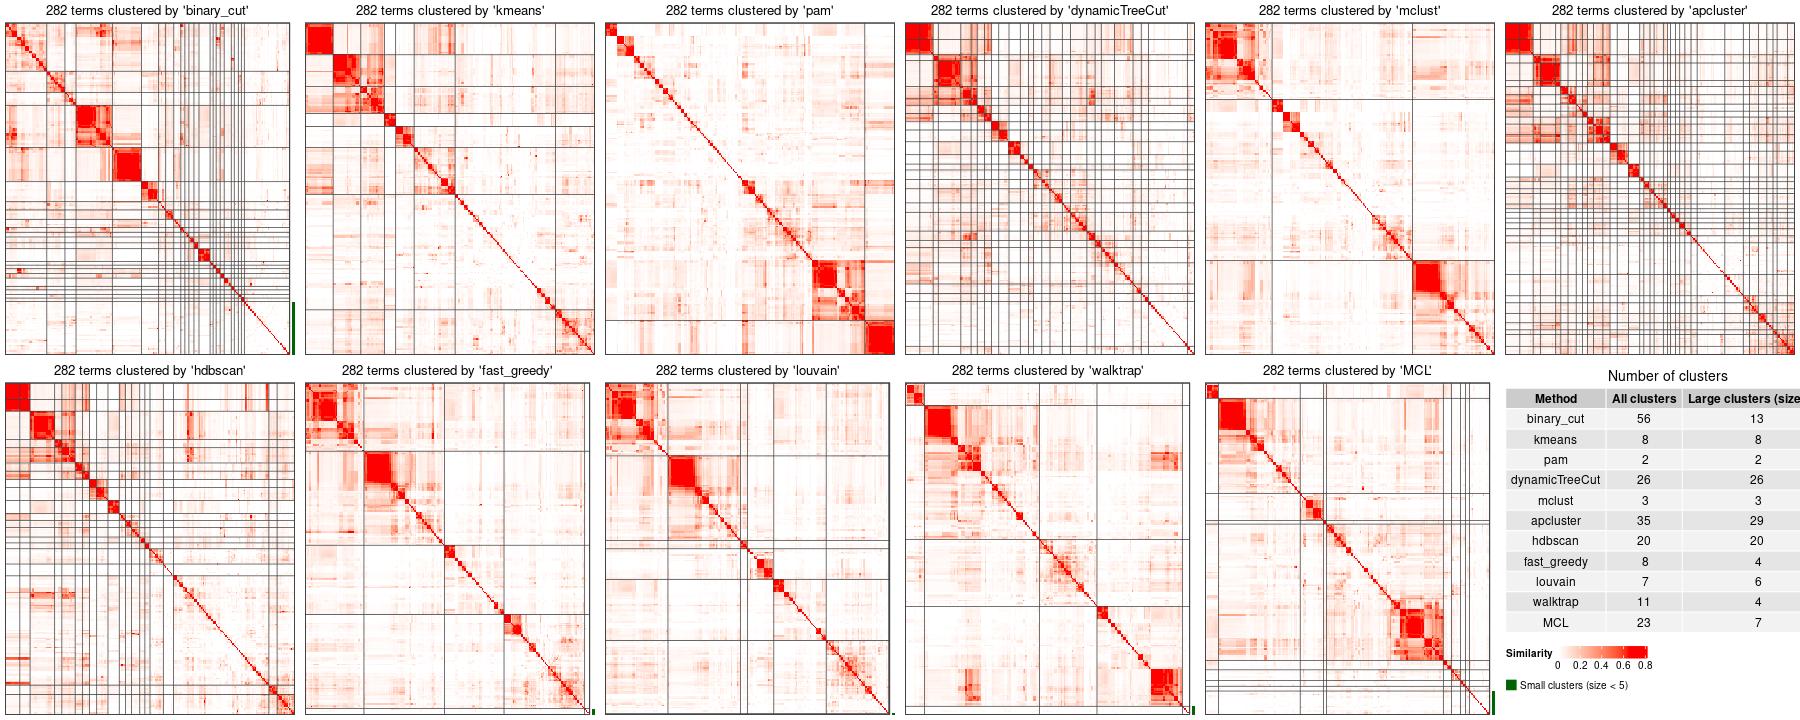 282 terms clustered by 'binary_cut'
282 terms clustered by 'kmeans'
282 terms clustered by 'pam'
282 terms clustered by 'dynamicTreeCut'
282 terms clustered by 'mclust'
282 terms clustered by 'apcluster'
282 terms clustered by 'hdbscan'
282 terms clustered by 'fast_greedy'
282 terms clustered by 'louvain'
282 terms clustered by 'walktrap'
282 terms clustered by 'MCL'
Number of clusters
Method All clusters Large clusters (size
binary_cut 56 13
kmeans 8 8
pam 2 2
dynamicTreeCut 26 26
mclust 3 3
apcluster 35 29
hdbscan 20 20
fast_greedy 8 4
louvain 7 6
walktrap 11 4
MCL 23 7
Similarity
0 0.2 0.4 0.6 0.8
Small clusters (size < 5)